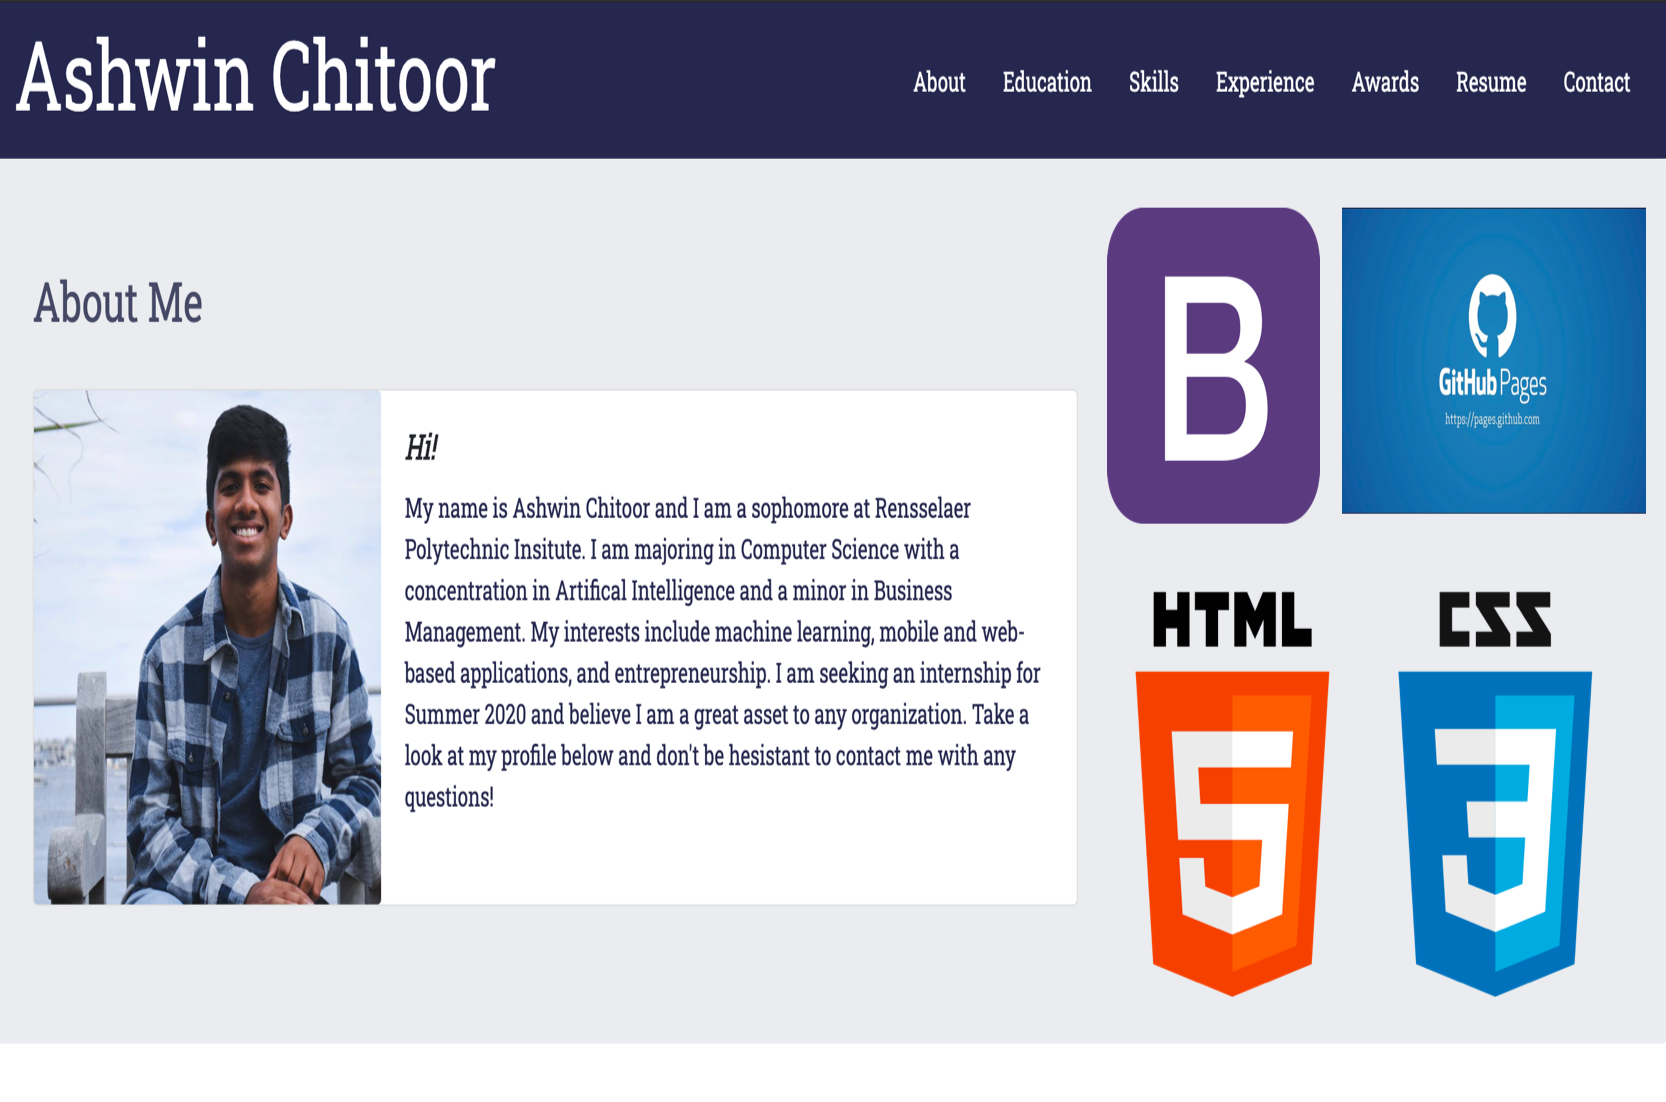 Ashwin Chitoor
About Education Skills Experience Awards Resume Contact
About Me
Hi!
My name is Ashwin Chitoor and I am a sophomore at Rensselaer
Polytechnic Insitute. I am majoring in Computer Science with a
concentration in Artifical Intelligence and a minor in Business
Management. My interests include machine learning, mobile and web-
based applications, and entrepreneurship. I am seeking an internship for
Summer 2020 and believe I am a great asset to any organization. Take a
look at my profile below and don't be hesistant to contact me with any
questions!
B
GitHub Pages
https://pages.github.com
HTML
5
CSS
3